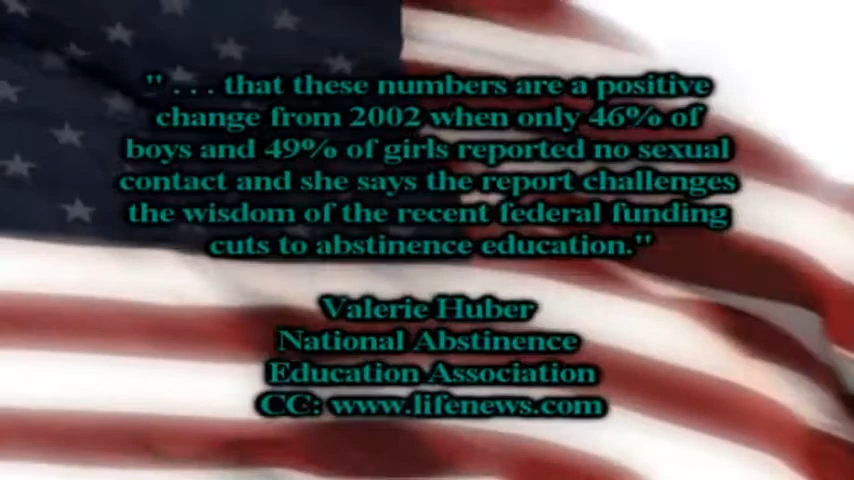 " . . . that these numbers are a positive
change from 2002 when only 46% of
boys and 49% of girls reported no sexual
contact and she says the report challenges
the wisdom of the recent federal funding
cuts to abstinence education."
Valerie Huber
National Abstinence
Education Association
CC: www.lifenews.com